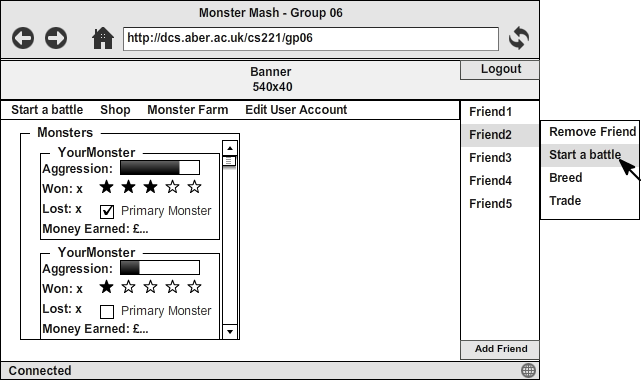 Monster Mash - Group 06
http://dcs.aber.ac.uk/cs221/gp06
Banner
540x40
Logout
Start a battle Shop Monster Farm Edit User Account
Monsters
YourMonster
Aggression:
Won: x
Lost: x Primary Monster
Money Earned: £...
YourMonster
Aggression:
Won: x
Lost: x Primary Monster
Money Earned: £...
Friend1
Friend2
Friend3
Friend4
Friend5
Remove Friend
Start a battle
Breed
Trade
Add Friend
Connected